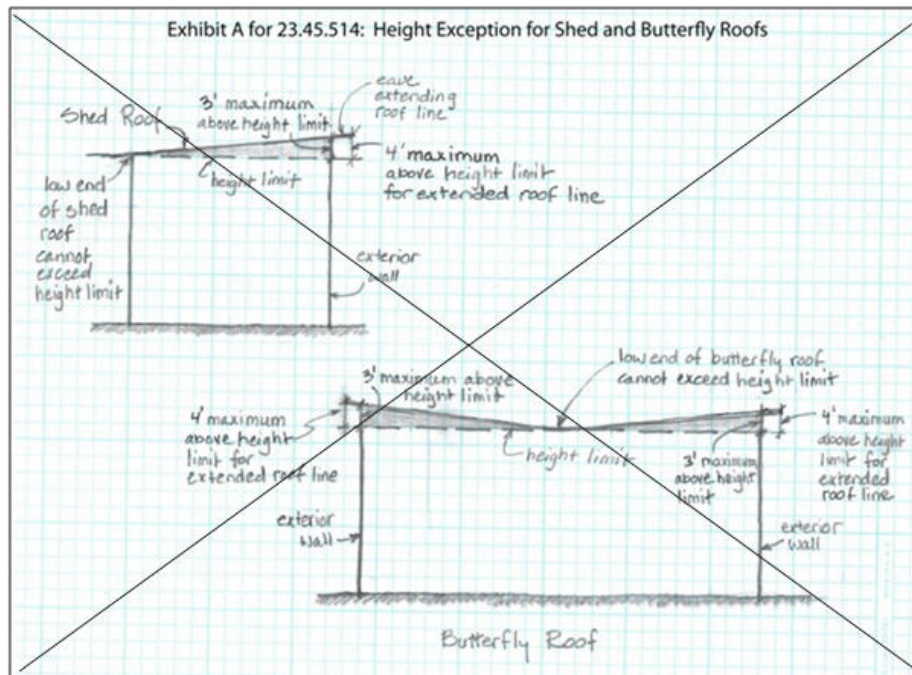 Exhibit A for 23.45.514: Height Exception for Shed and Butterfly Roofs
Shed Roof
3' maximum
above height limit
eave
extending
roof line
4' maximum
above height limit
for extended roof line
height limit
low end
of shed
roof
cannot
exceed
height limit
exterior
wall
3' maximum above
height limit
low end of butterfly roof
cannot exceed height limit
4' maximum
above height
limit for
extended roof line
height limit
3' maximum
above height
limit
4' maximum
above height
limit for
extended
roof line
exterior
wall
exterior
wall
Butterfly Roof